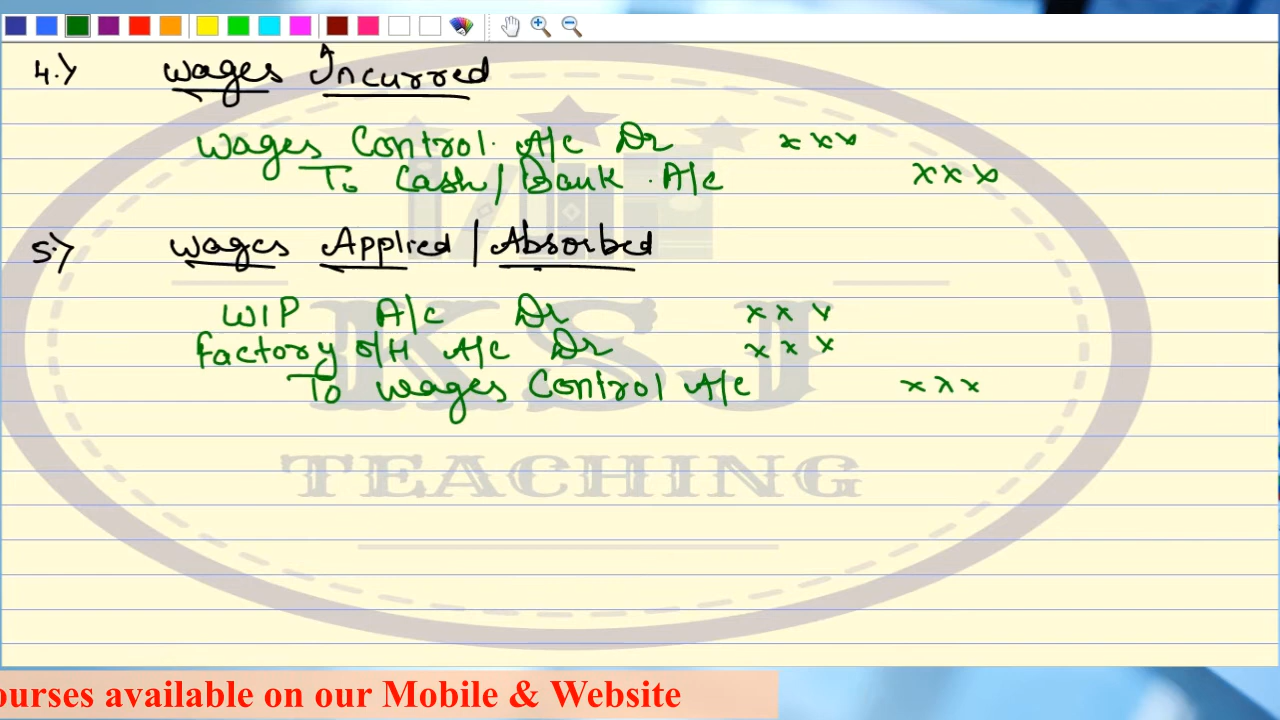 4.) Wages Incurred
Wages Control A/c Dr xxx
To Cash/Bank A/c xxx
5.) Wages Applied / Absorbed
WIP A/c Dr xxx
Factory O/H A/c Dr xxx
To Wages Control A/c xxx
KSJ
TEACHING
ourses available on our Mobile & Website